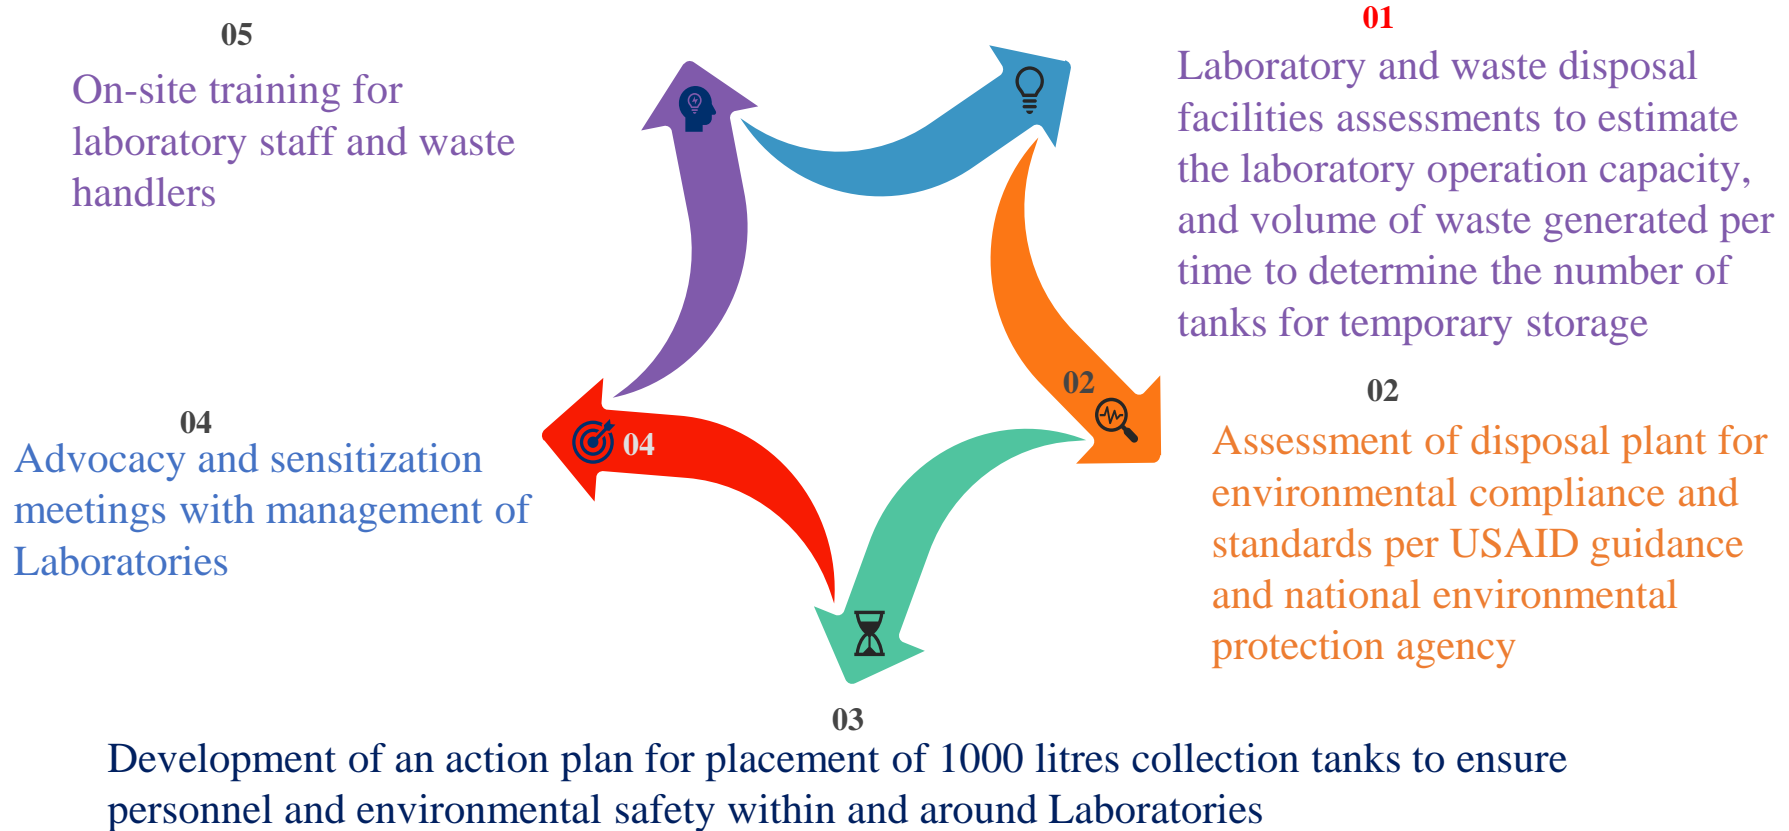 05
On-site training for
laboratory staff and waste
handlers
01
Laboratory and waste disposal
facilities assessments to estimate
the laboratory operation capacity,
and volume of waste generated per
time to determine the number of
tanks for temporary storage
02
02
Assessment of disposal plant for
environmental compliance and
standards per USAID guidance
and national environmental
protection agency
04
04
Advocacy and sensitization
meetings with management of
Laboratories
03
Development of an action plan for placement of 1000 litres collection tanks to ensure
personnel and environmental safety within and around Laboratories